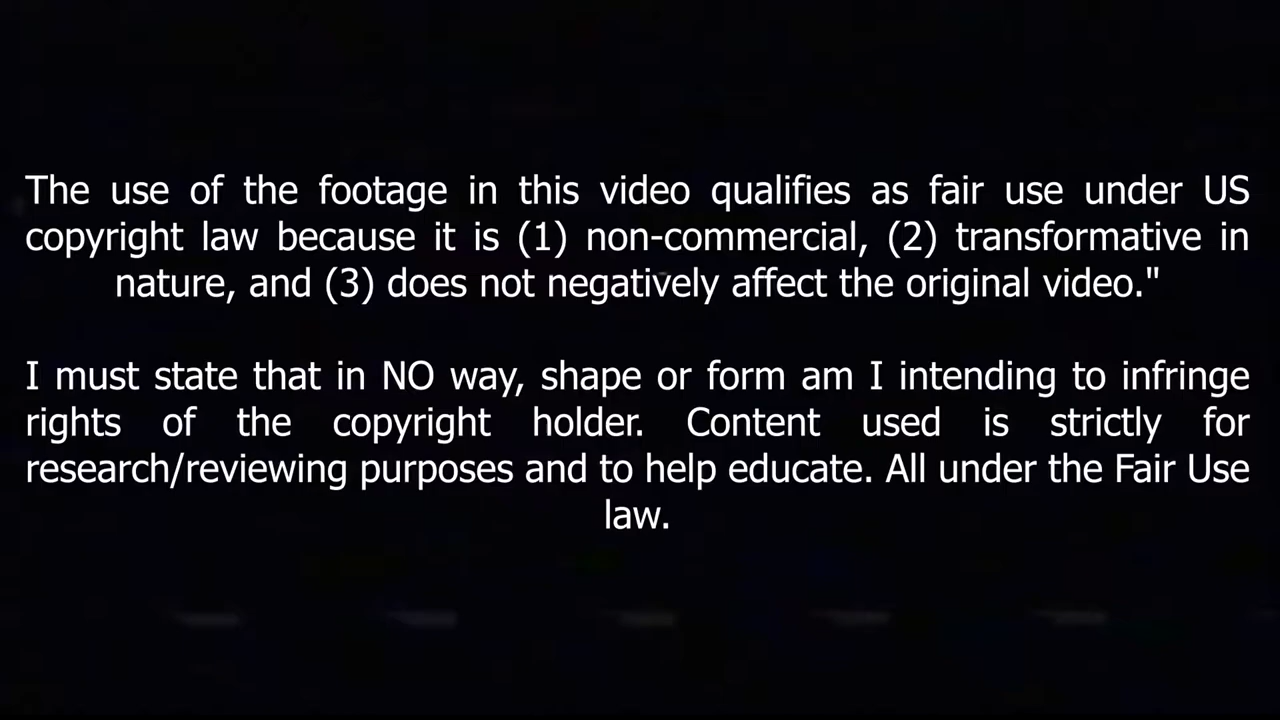 The use of the footage in this video qualifies as fair use under US
copyright law because it is (1) non-commercial, (2) transformative in
nature, and (3) does not negatively affect the original video."
I must state that in NO way, shape or form am I intending to infringe
rights of the copyright holder. Content used is strictly for
research/reviewing purposes and to help educate. All under the Fair Use
law.